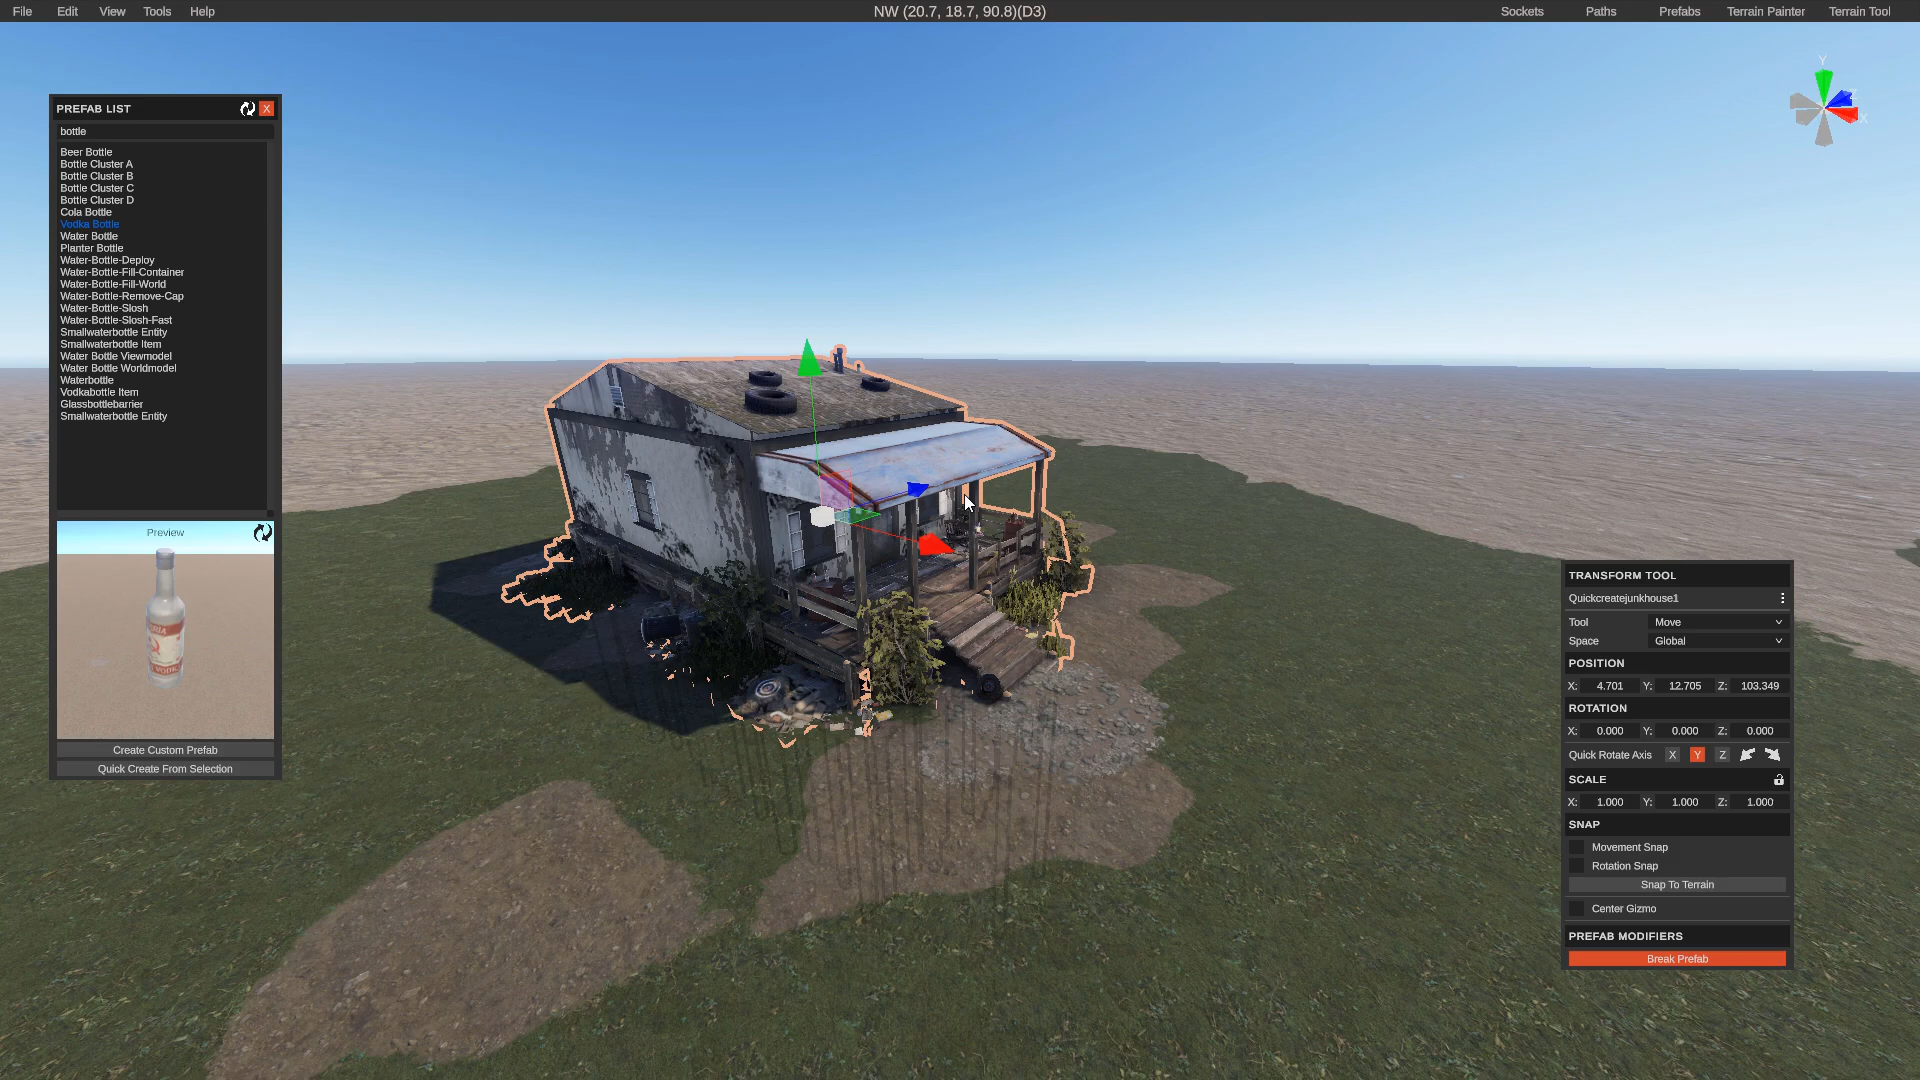 File Edit View Tools Help NW (20.7, 18.7, 90.8)(D3) Sockets Paths Prefabs Terrain Painter Terrain Tool
Y
Z
X
PREFAB LIST X
bottle
Beer Bottle
Bottle Cluster A
Bottle Cluster B
Bottle Cluster C
Bottle Cluster D
Cola Bottle
Vodka Bottle
Water Bottle
Planter Bottle
Water-Bottle-Deploy
Water-Bottle-Fill-Container
Water-Bottle-Fill-World
Water-Bottle-Remove-Cap
Water-Bottle-Slosh
Water-Bottle-Slosh-Fast
Smallwaterbottle Entity
Smallwaterbottle Item
Water Bottle Viewmodel
Water Bottle Worldmodel
Waterbottle
Vodkabottle Item
Glassbottlebarrier
Smallwaterbottle Entity
Preview
VODK
Create Custom Prefab
Quick Create From Selection
TRANSFORM TOOL
Quickcreatejunkhouse1
Tool Move
Space Global
POSITION
X: 4.701 Y: 12.705 Z: 103.349
ROTATION
X: 0.000 Y: 0.000 Z: 0.000
Quick Rotate Axis X Y Z
SCALE
X: 1.000 Y: 1.000 Z: 1.000
SNAP
Movement Snap
Rotation Snap
Snap To Terrain
Center Gizmo
PREFAB MODIFIERS
Break Prefab